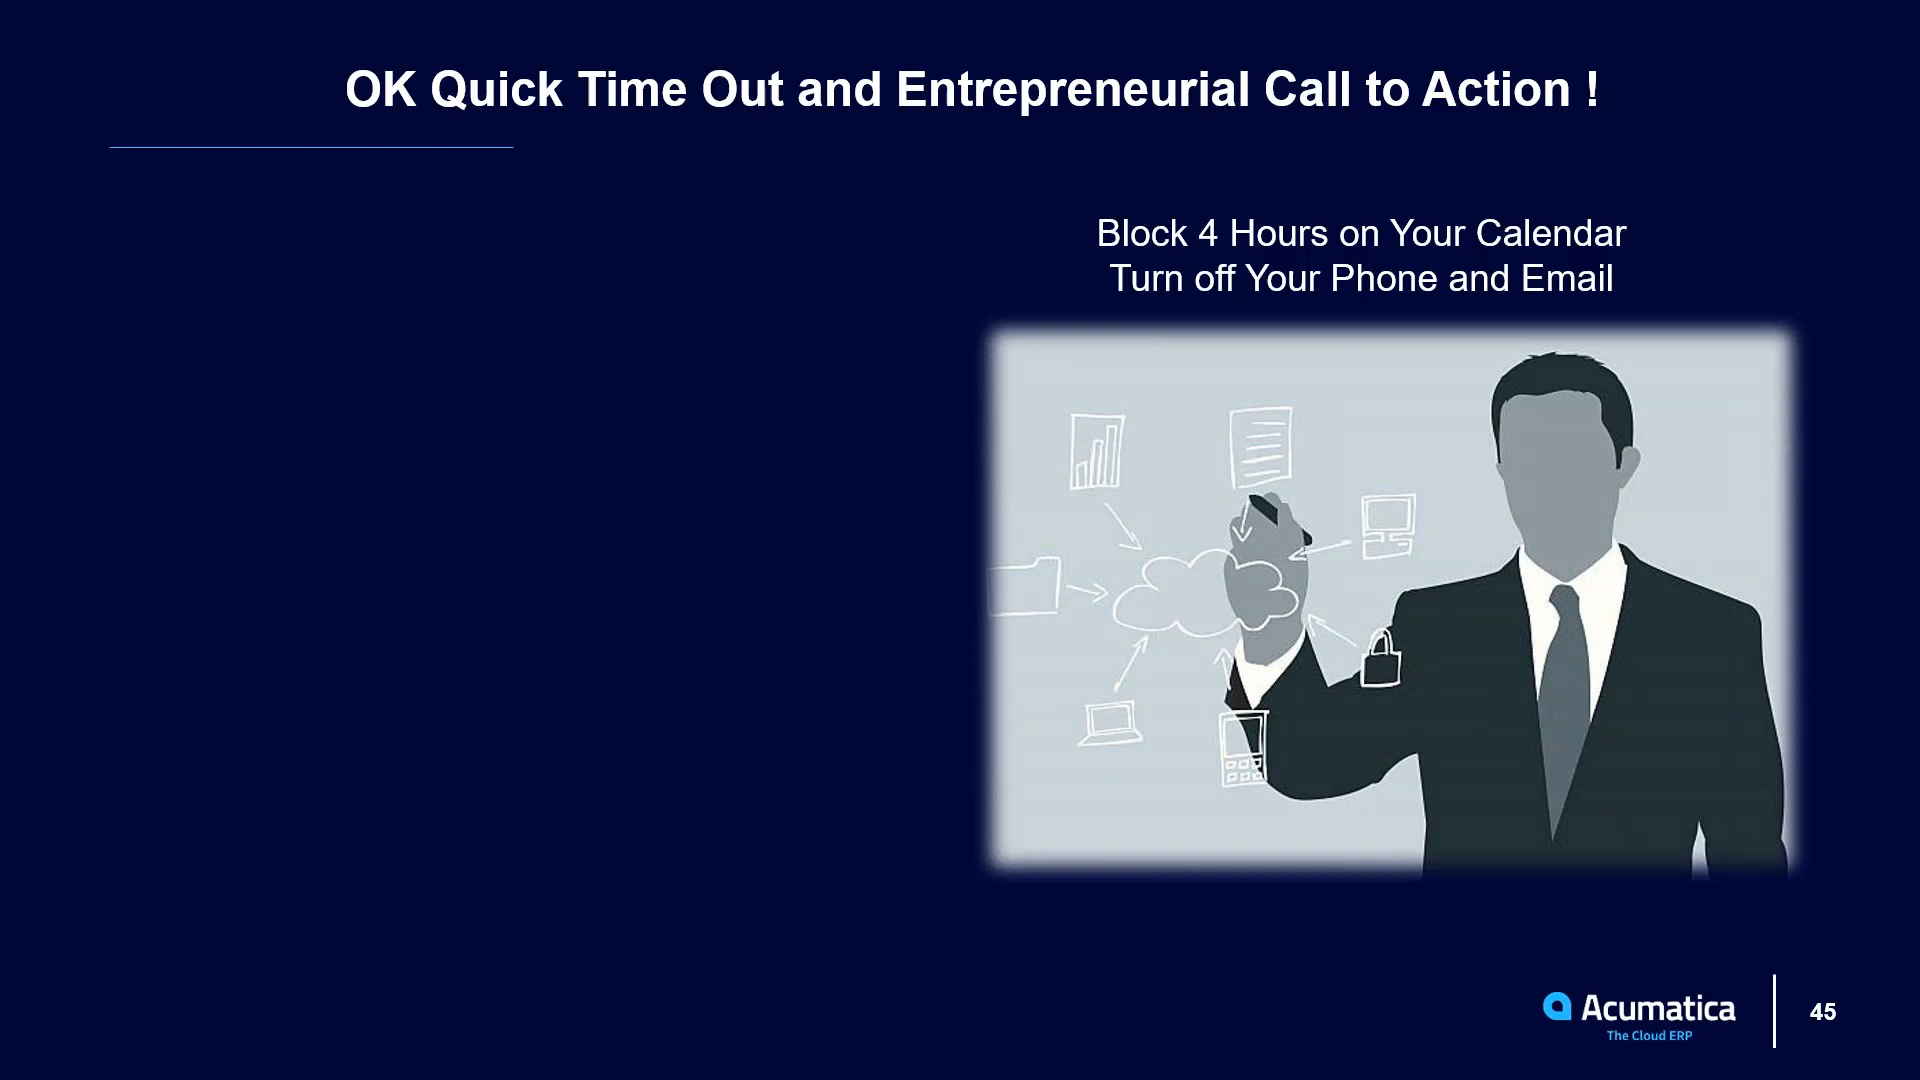 OK Quick Time Out and Entrepreneurial Call to Action !
Block 4 Hours on Your Calendar
Turn off Your Phone and Email
Acumatica
The Cloud ERP
45